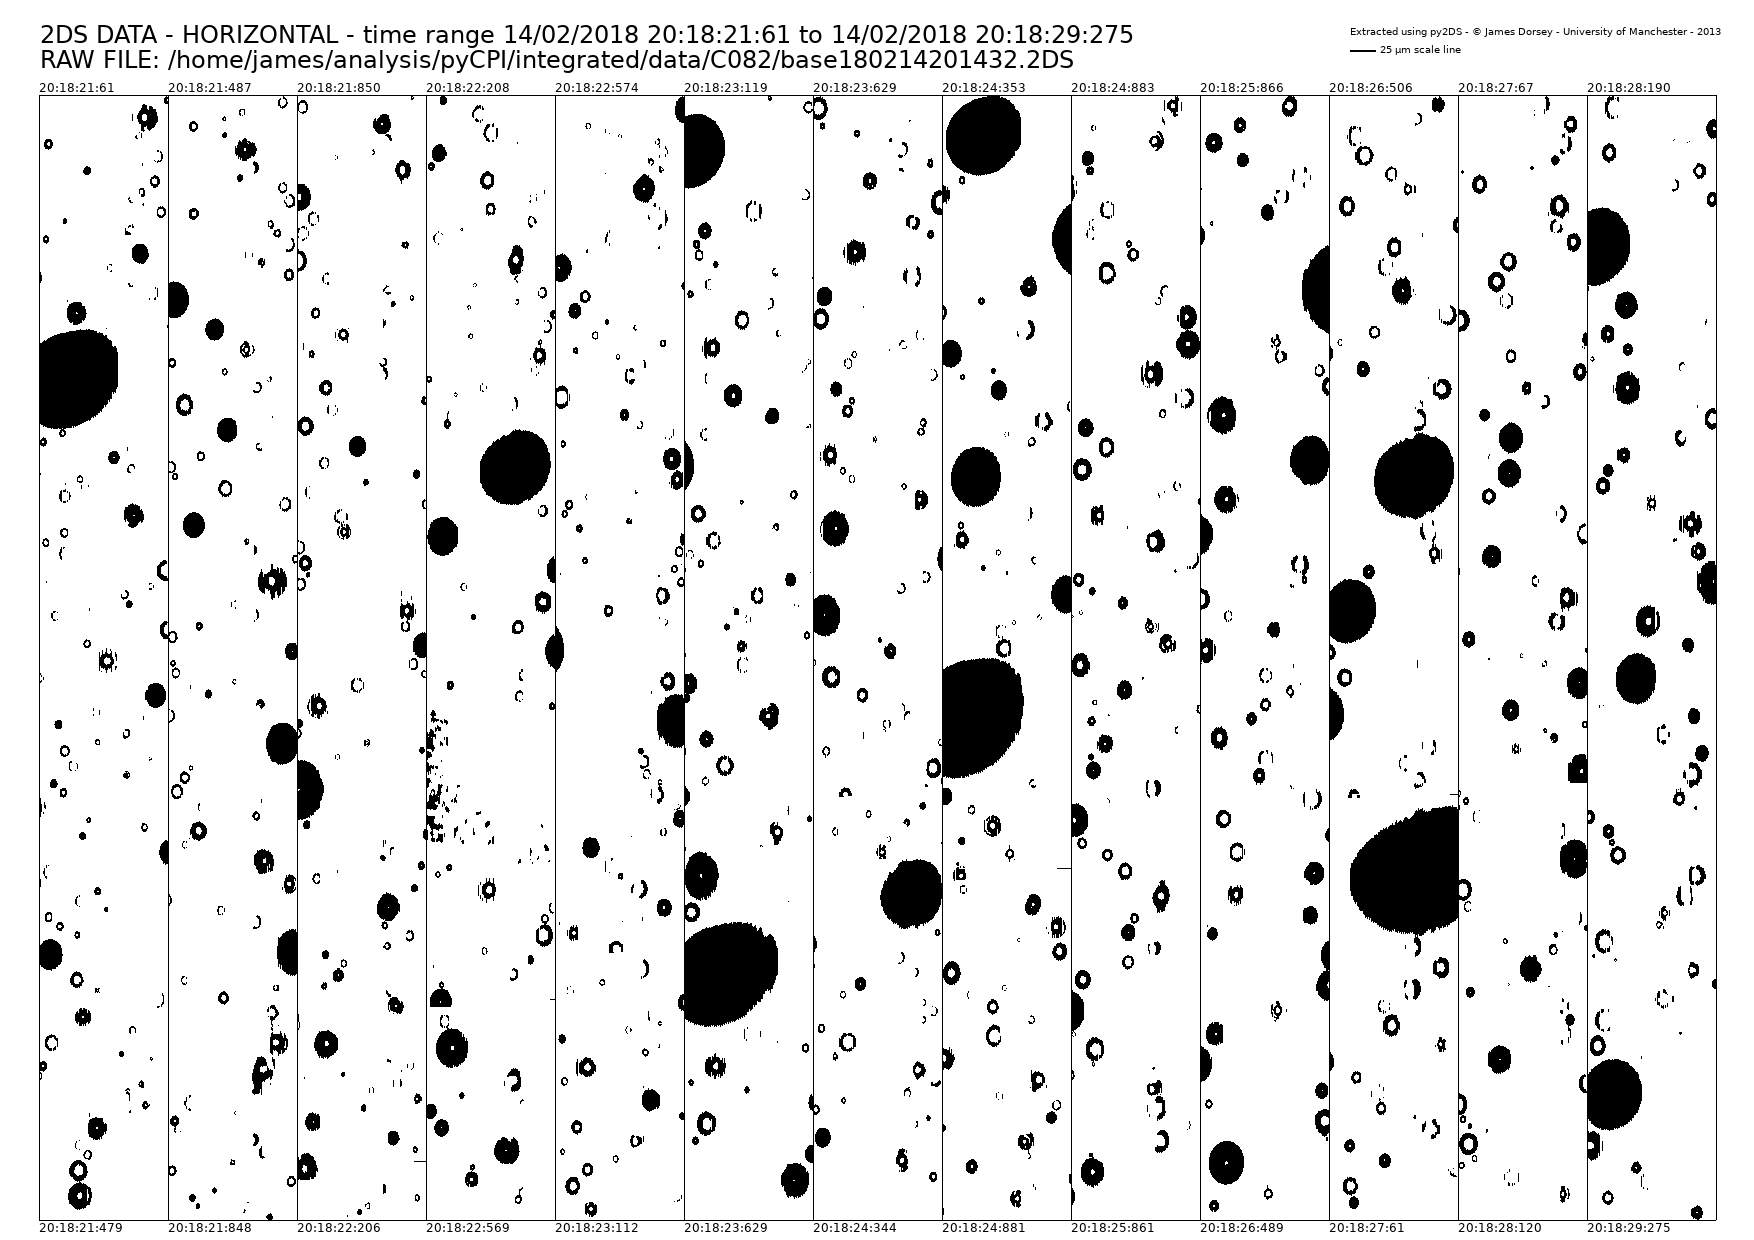 2DS DATA - HORIZONTAL - time range 14/02/2018 20:18:21:61 to 14/02/2018 20:18:29:275
RAW FILE: /home/james/analysis/pyCPI/integrated/data/C082/base180214201432.2DS
Extracted using py2DS - © James Dorsey - University of Manchester - 2013
25 μm scale line
20:18:21:61 20:18:21:487 20:18:21:850 20:18:22:208 20:18:22:574 20:18:23:119 20:18:23:629 20:18:24:353 20:18:24:883 20:18:25:866 20:18:26:506 20:18:27:67 20:18:28:190
20:18:21:479 20:18:21:848 20:18:22:206 20:18:22:569 20:18:23:112 20:18:23:629 20:18:24:344 20:18:24:881 20:18:25:861 20:18:26:489 20:18:27:61 20:18:28:120 20:18:29:275